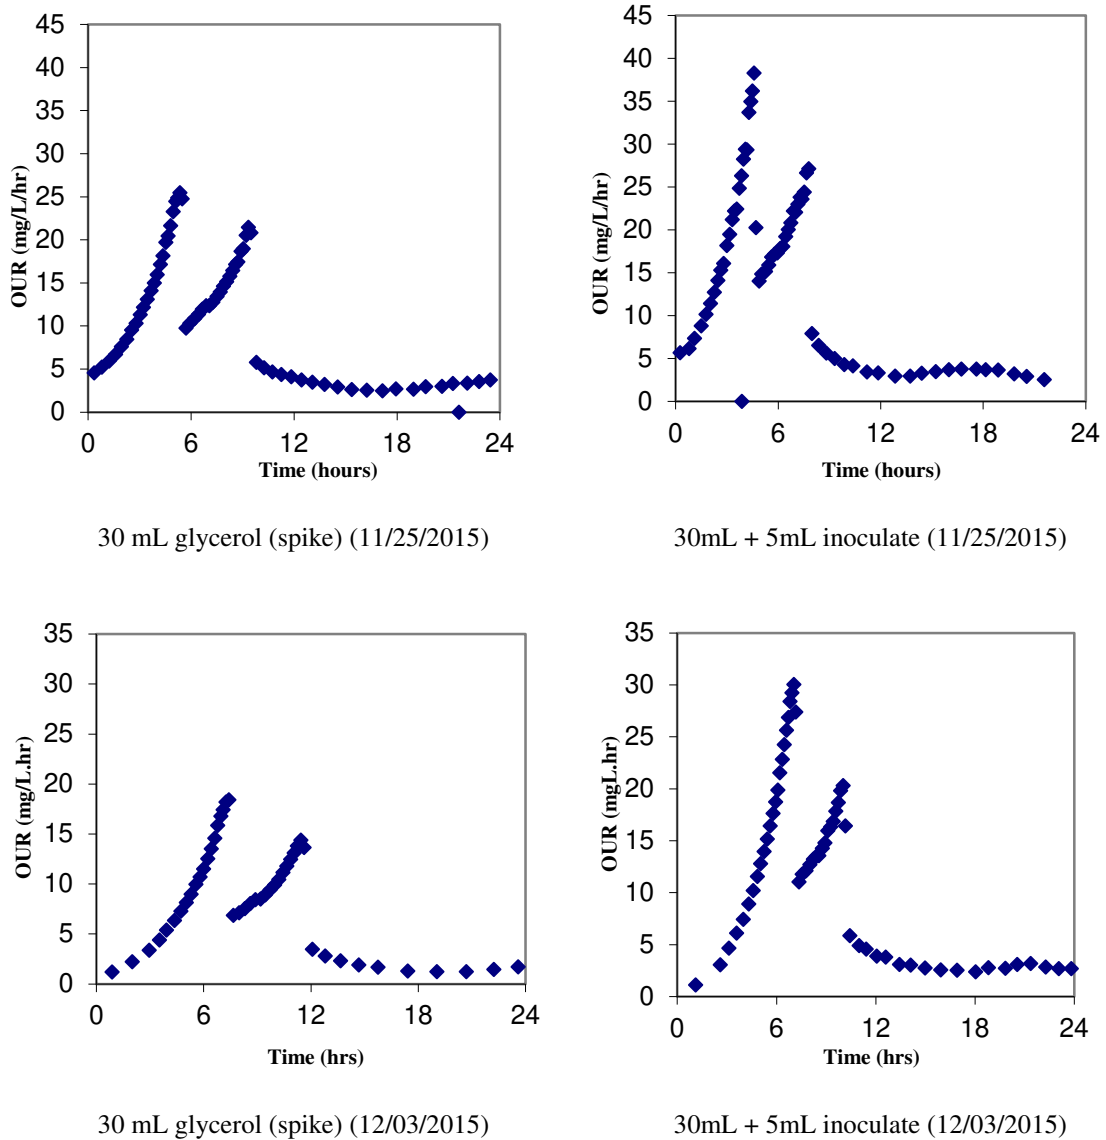 45
40
35
30
25
20
15
10
5
0
OUR (mg/L/hr)
0 6 12 18 24
Time (hours)
30 mL glycerol (spike) (11/25/2015)
45
40
35
30
25
20
15
10
5
0
OUR (mg/L/hr)
0 6 12 18 24
Time (hours)
30mL + 5mL inoculate (11/25/2015)
35
30
25
20
15
10
5
0
OUR (mg/L.hr)
0 6 12 18 24
Time (hrs)
30 mL glycerol (spike) (12/03/2015)
35
30
25
20
15
10
5
0
OUR (mgL.hr)
0 6 12 18 24
Time (hrs)
30mL + 5mL inoculate (12/03/2015)